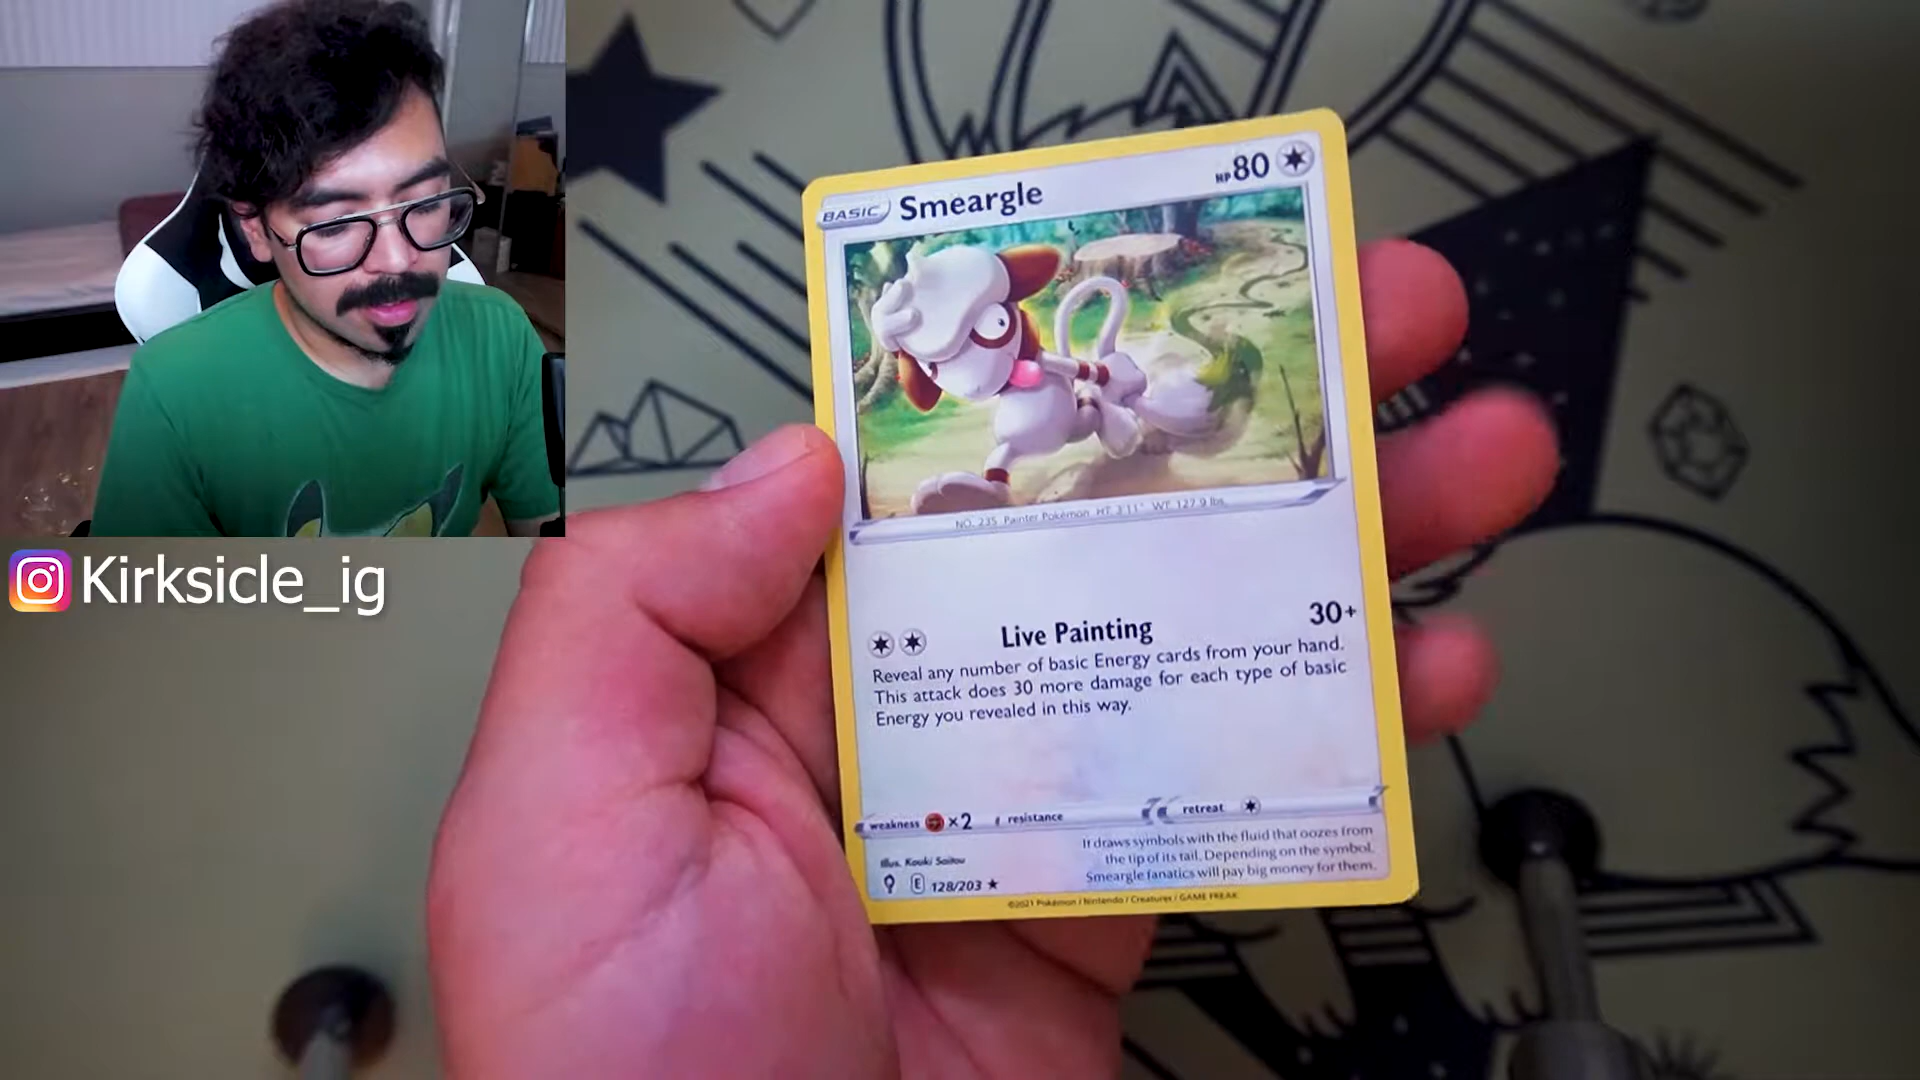 Kirksicle_ig
BASIC Smeargle HP 80
NO. 235 Painter Pokémon HT. 3'11" WT. 127.9 lbs.
Live Painting 30+
Reveal any number of basic Energy cards from your hand.
This attack does 30 more damage for each type of basic
Energy you revealed in this way.
weakness ×2 resistance retreat
Illus. Kouki Saitou
E 128/203 ★
It draws symbols with the fluid that oozes from
the tip of its tail. Depending on the symbol,
Smeargle fanatics will pay big money for them.
©2021 Pokémon / Nintendo / Creatures / GAME FREAK